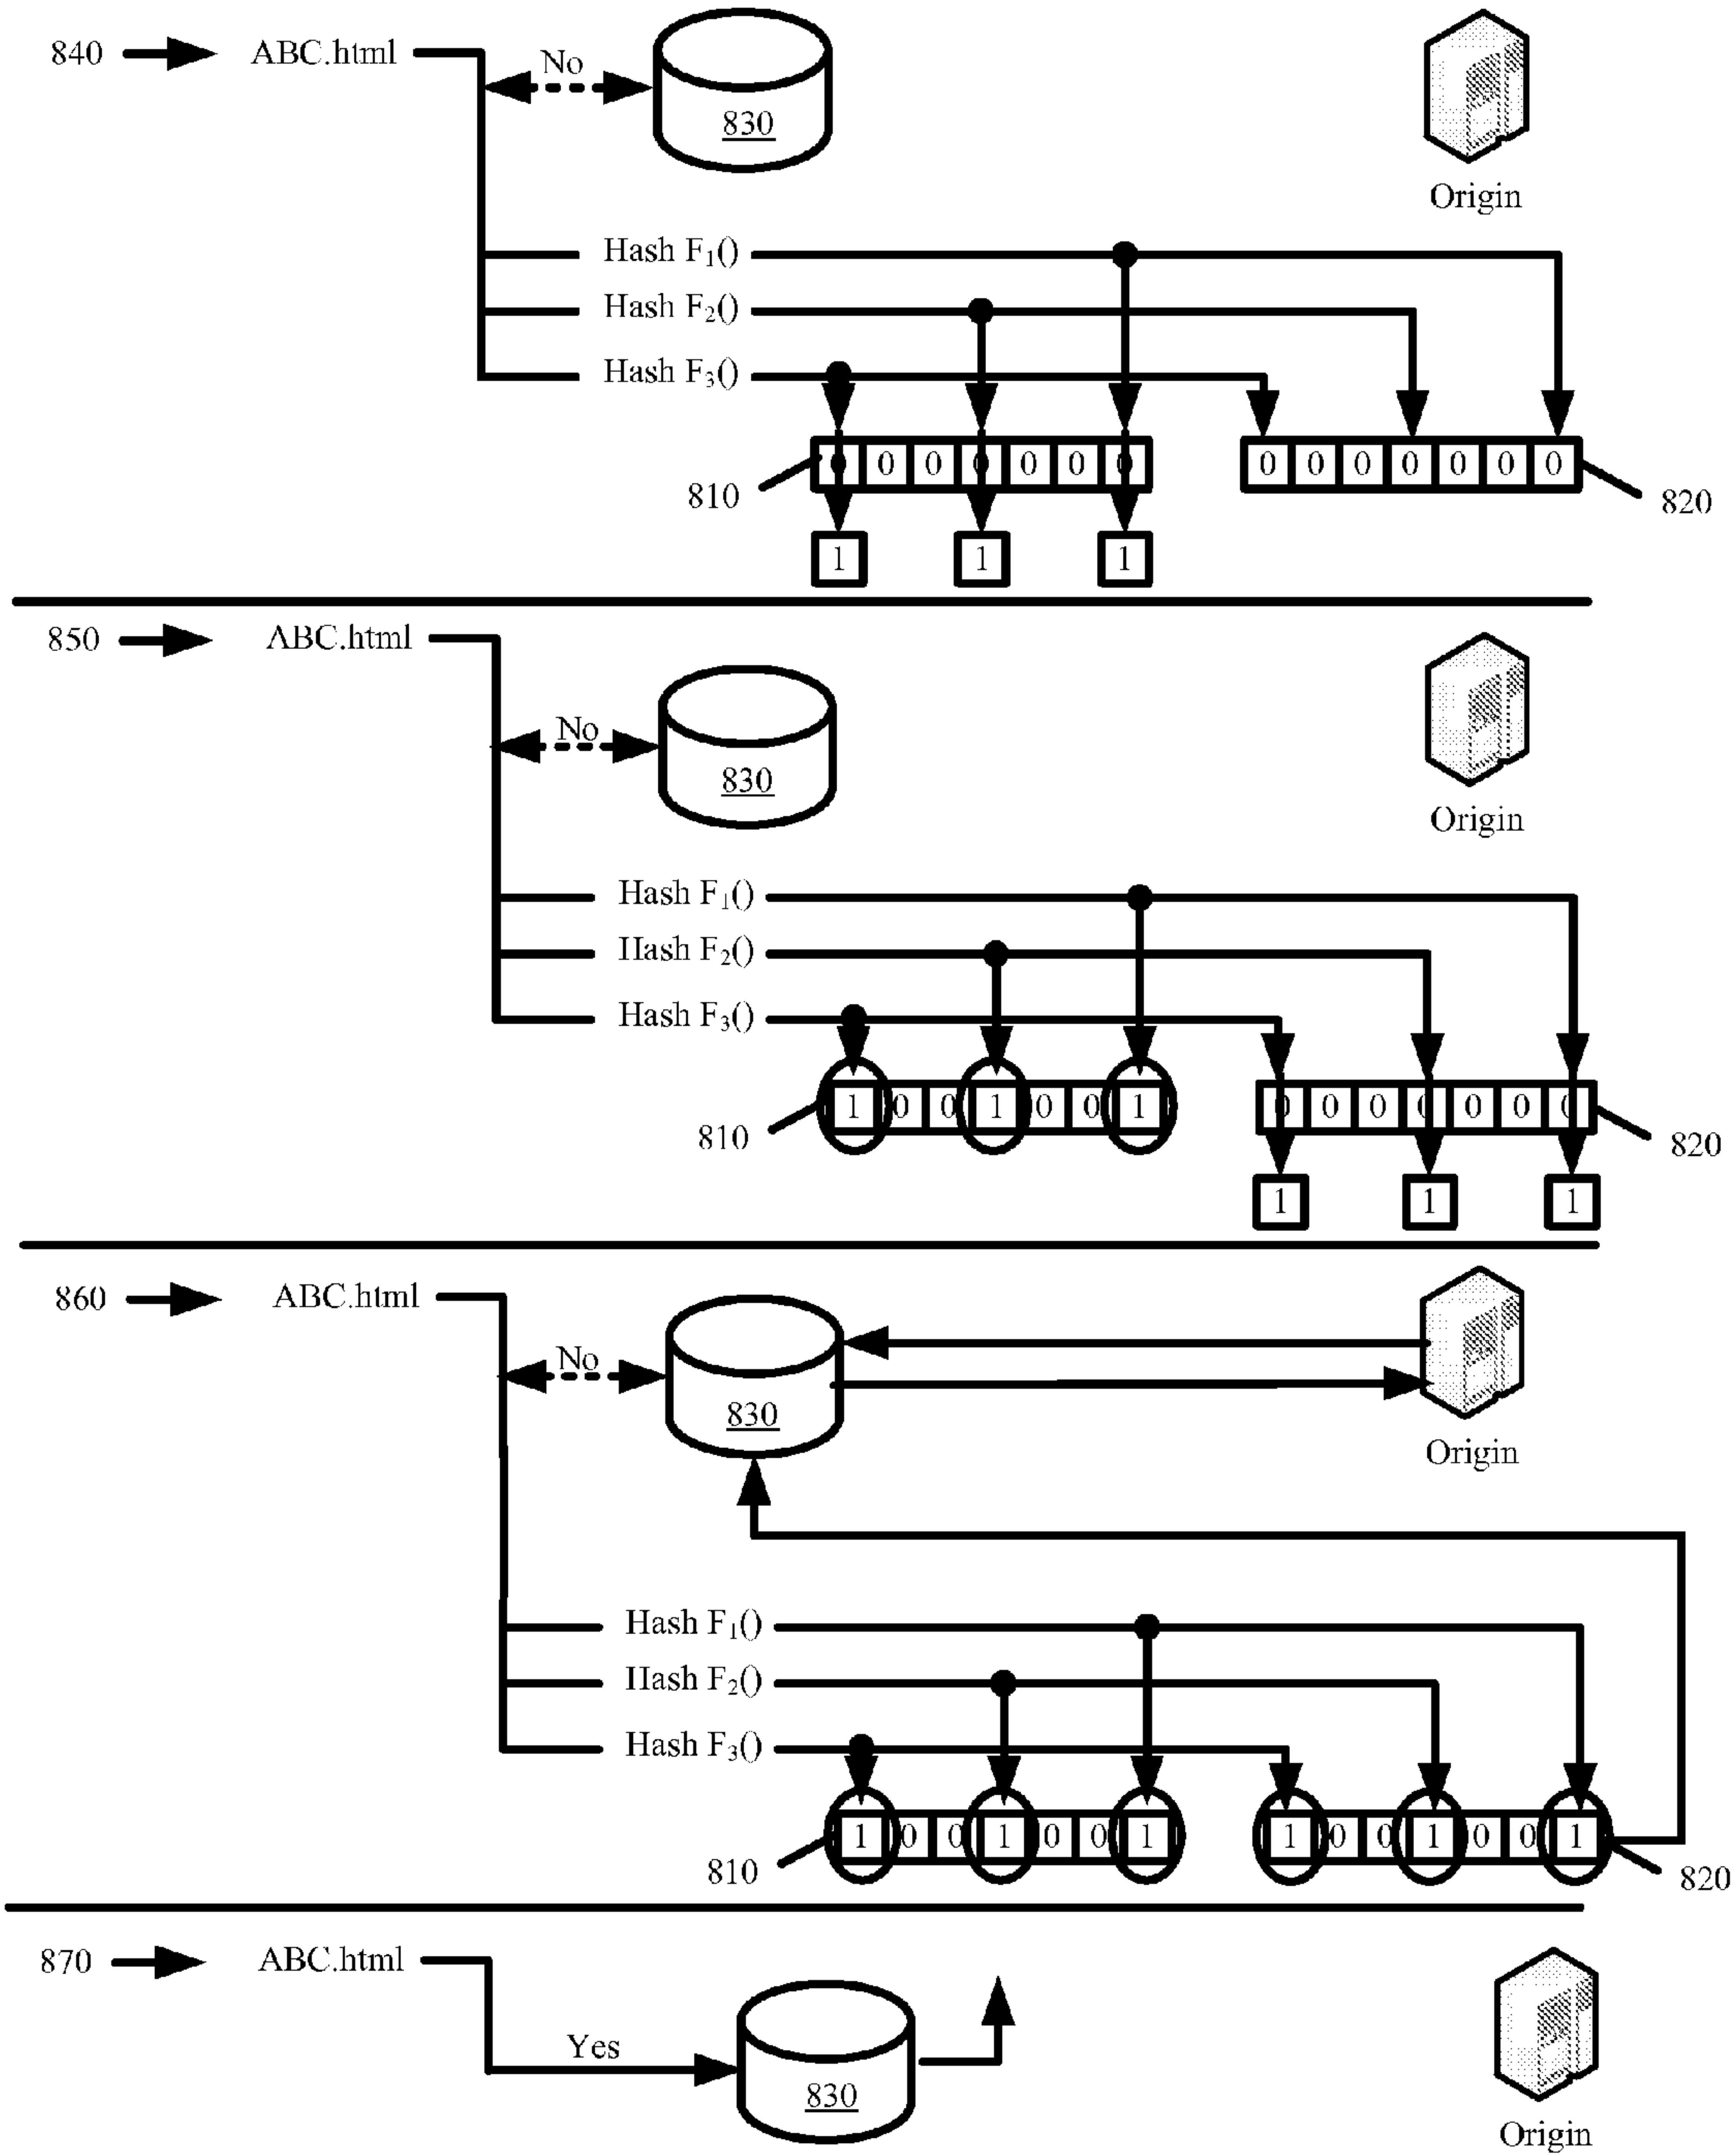 840 ABC.html No
830
Origin
Hash F₁()
Hash F₂()
Hash F₃()
0 0 0 0 0 0 0 0 0 0 0 0 0 0
810 820
1 1 1
850 ABC.html
No
830
Origin
Hash F₁()
Hash F₂()
Hash F₃()
1 0 0 1 0 0 1 0 0 0 0 0 0 0
810 820
1 1 1
860 ABC.html
No
830
Origin
Hash F₁()
Hash F₂()
Hash F₃()
1 0 0 1 0 0 1 1 0 0 1 0 0 1
810 820
870 ABC.html
Yes
830
Origin